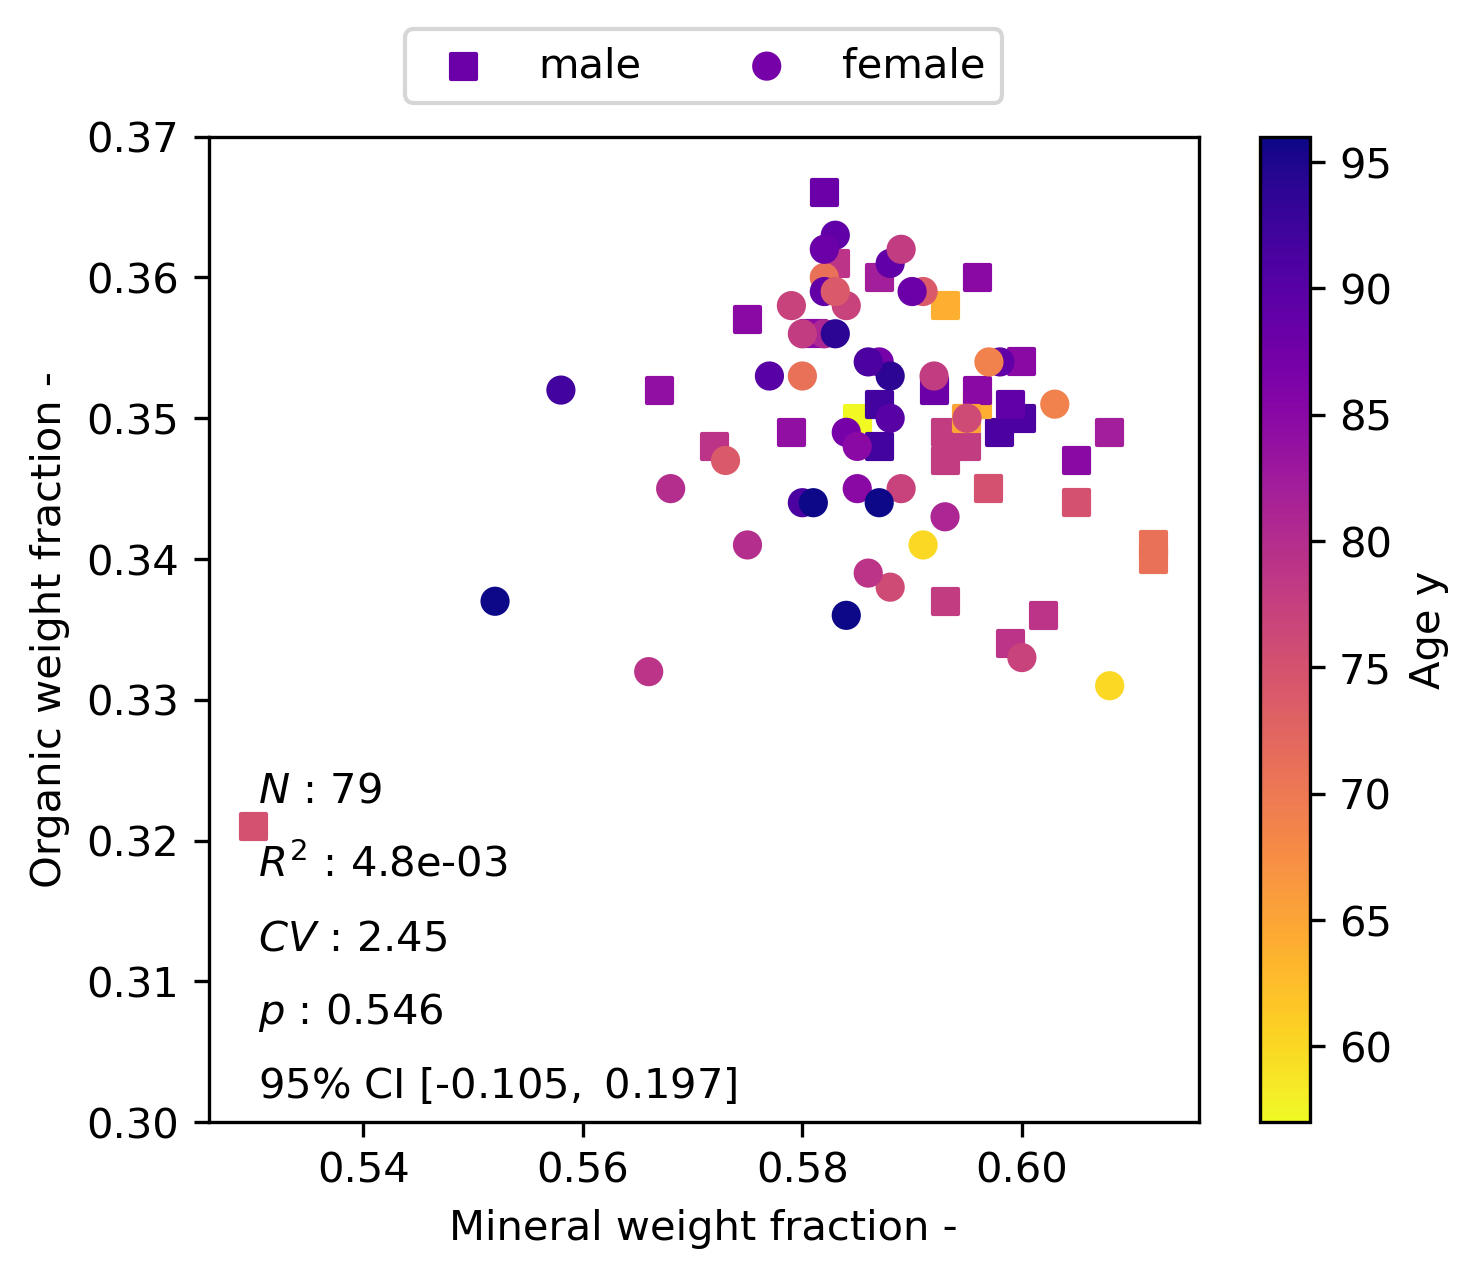 male female
0.37
0.36
0.35
0.34
0.33
0.32
0.31
0.30
Organic weight fraction -
N : 79
R² : 4.8e-03
CV : 2.45
p : 0.546
95% CI [-0.105, 0.197]
0.54 0.56 0.58 0.60
Mineral weight fraction -
95
90
85
80
75
70
65
60
Age y